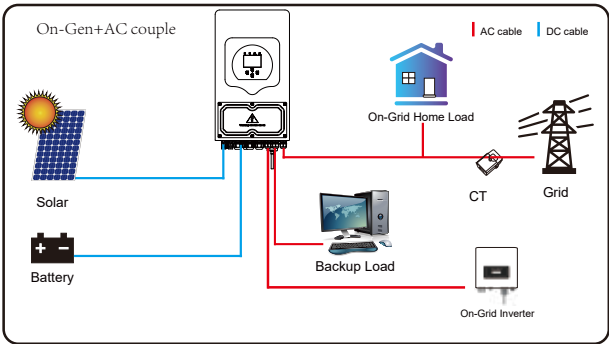 On-Gen+AC couple
AC cable
DC cable
On-Grid Home Load
CT
Grid
Solar
Backup Load
Battery
On-Grid Inverter